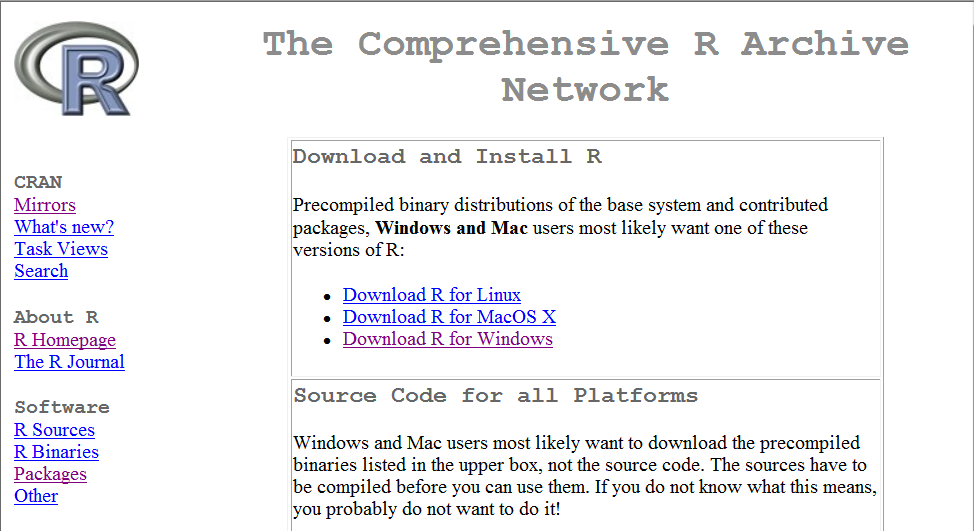 R
The Comprehensive R Archive
Network
CRAN
Mirrors
What's new?
Task Views
Search
About R
R Homepage
The R Journal
Software
R Sources
R Binaries
Packages
Other
Download and Install R
Precompiled binary distributions of the base system and contributed
packages, Windows and Mac users most likely want one of these
versions of R:
Download R for Linux
Download R for MacOS X
Download R for Windows
Source Code for all Platforms
Windows and Mac users most likely want to download the precompiled
binaries listed in the upper box, not the source code. The sources have to
be compiled before you can use them. If you do not know what this means,
you probably do not want to do it!